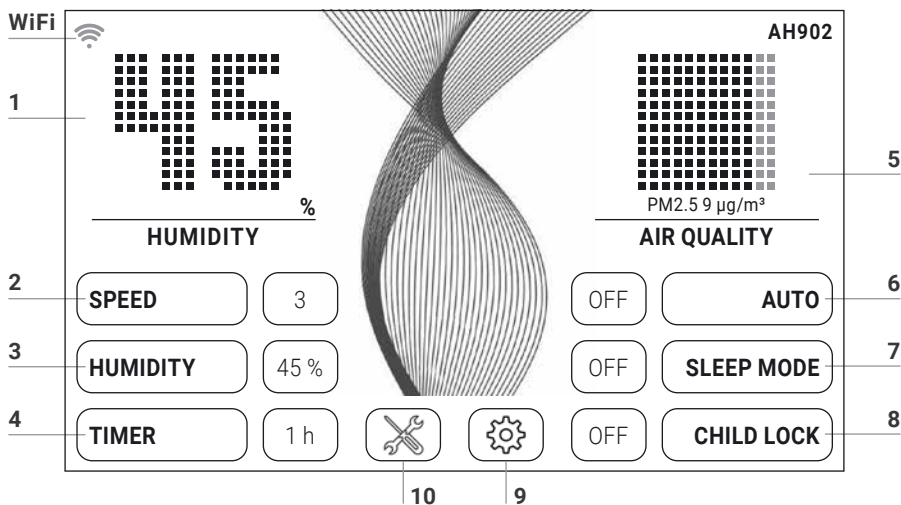 WiFi
AH902
1
45
%
HUMIDITY
5
PM2.5 9 µg/m³
AIR QUALITY
2
SPEED
3
OFF
AUTO
6
3
HUMIDITY
45 %
OFF
SLEEP MODE
7
4
TIMER
1 h
OFF
CHILD LOCK
8
10
9